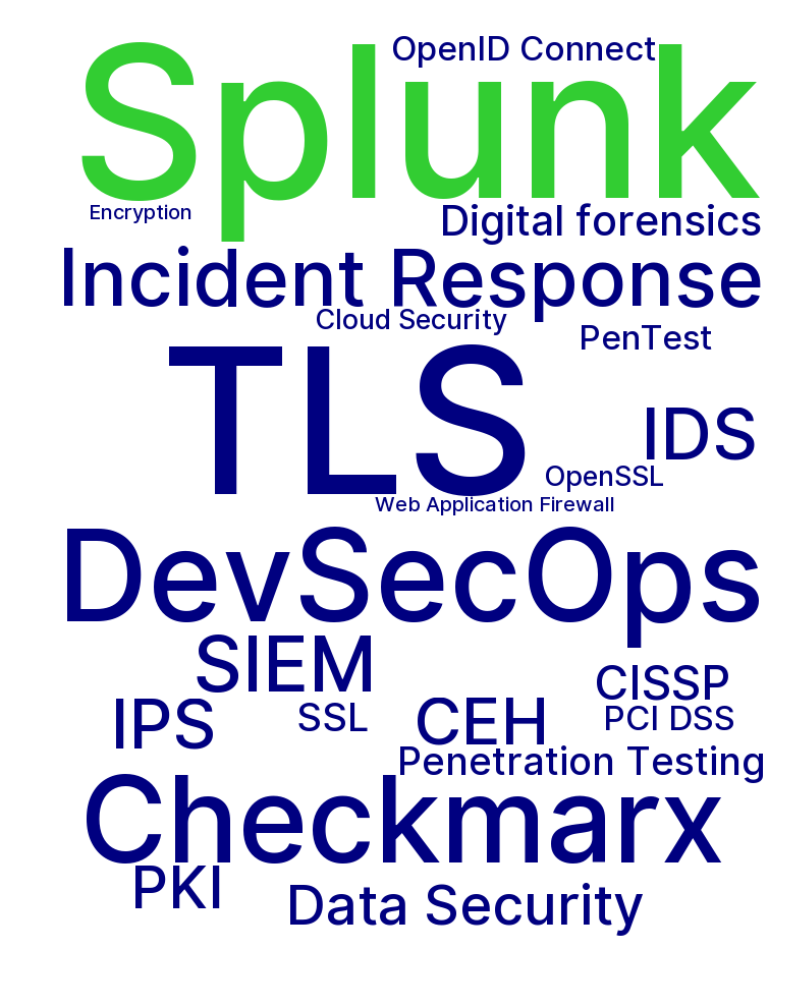 OpenID Connect
Splunk
Encryption
Digital forensics
Incident Response
Cloud Security
PenTest
TLS
IDS
OpenSSL
Web Application Firewall
DevSecOps
SIEM
CISSP
IPS
SSL
CEH
PCI DSS
Penetration Testing
Checkmarx
PKI
Data Security